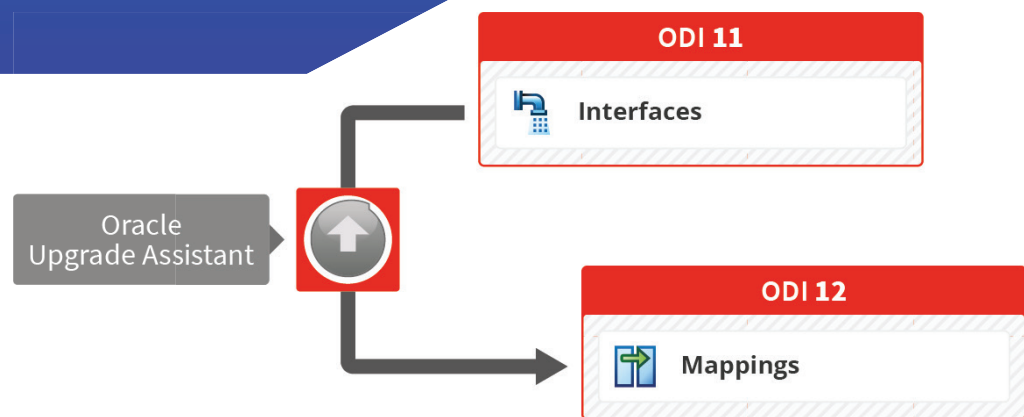 ODI 11
Interfaces
Oracle
Upgrade Assistant
ODI 12
Mappings